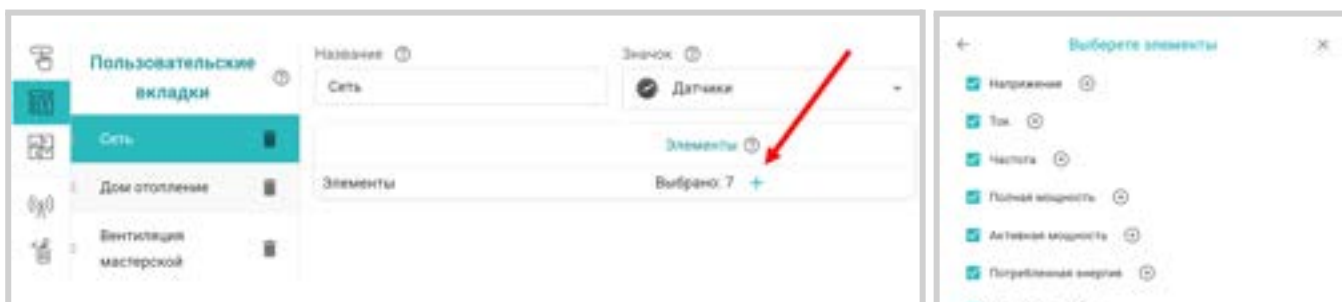 Пользовательские
вкладки
Сеть
Дом отопление
Вентиляция
мастерской
Название
Сеть
Значок
Датчики
Элементы
Элементы
Выбрано: 7 +
Выберете элементы
Напряжение
Ток
Частота
Полная мощность
Активная мощность
Потребленная энергия